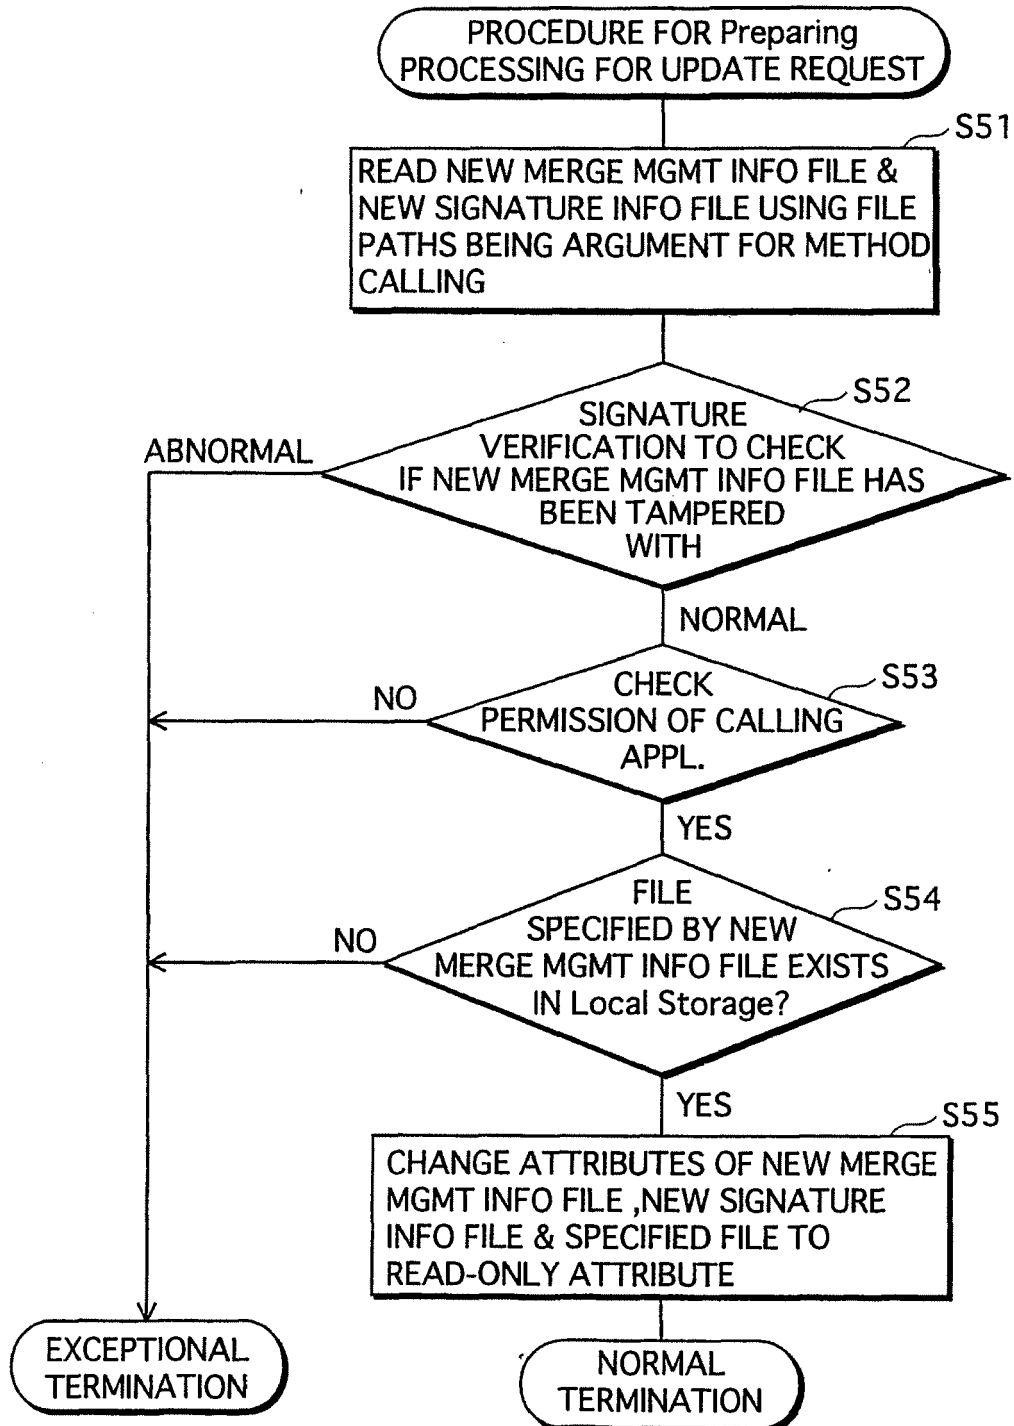 PROCEDURE FOR Preparing
PROCESSING FOR UPDATE REQUEST
S51
READ NEW MERGE MGMT INFO FILE &
NEW SIGNATURE INFO FILE USING FILE
PATHS BEING ARGUMENT FOR METHOD
CALLING
S52
SIGNATURE
VERIFICATION TO CHECK
IF NEW MERGE MGMT INFO FILE HAS
BEEN TAMPERED
WITH
ABNORMAL
NORMAL
S53
CHECK
PERMISSION OF CALLING
APPL.
NO
YES
S54
FILE
SPECIFIED BY NEW
MERGE MGMT INFO FILE EXISTS
IN Local Storage?
NO
YES
S55
CHANGE ATTRIBUTES OF NEW MERGE
MGMT INFO FILE ,NEW SIGNATURE
INFO FILE & SPECIFIED FILE TO
READ-ONLY ATTRIBUTE
EXCEPTIONAL
TERMINATION
NORMAL
TERMINATION